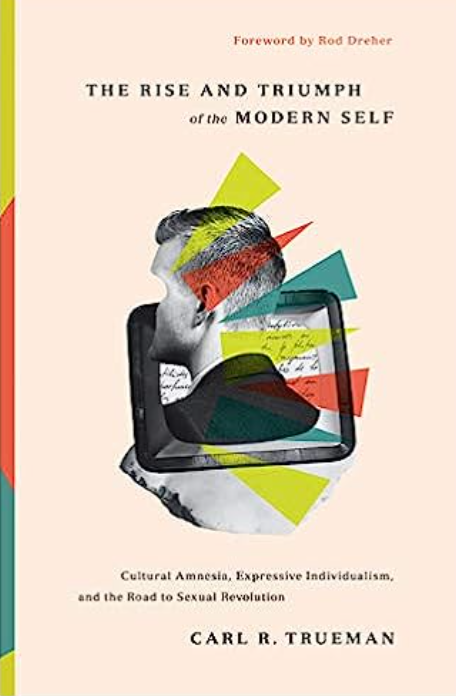 Foreword by Rod Dreher
THE RISE AND TRIUMPH
of the MODERN SELF
Cultural Amnesia, Expressive Individualism,
and the Road to Sexual Revolution
CARL R. TRUEMAN